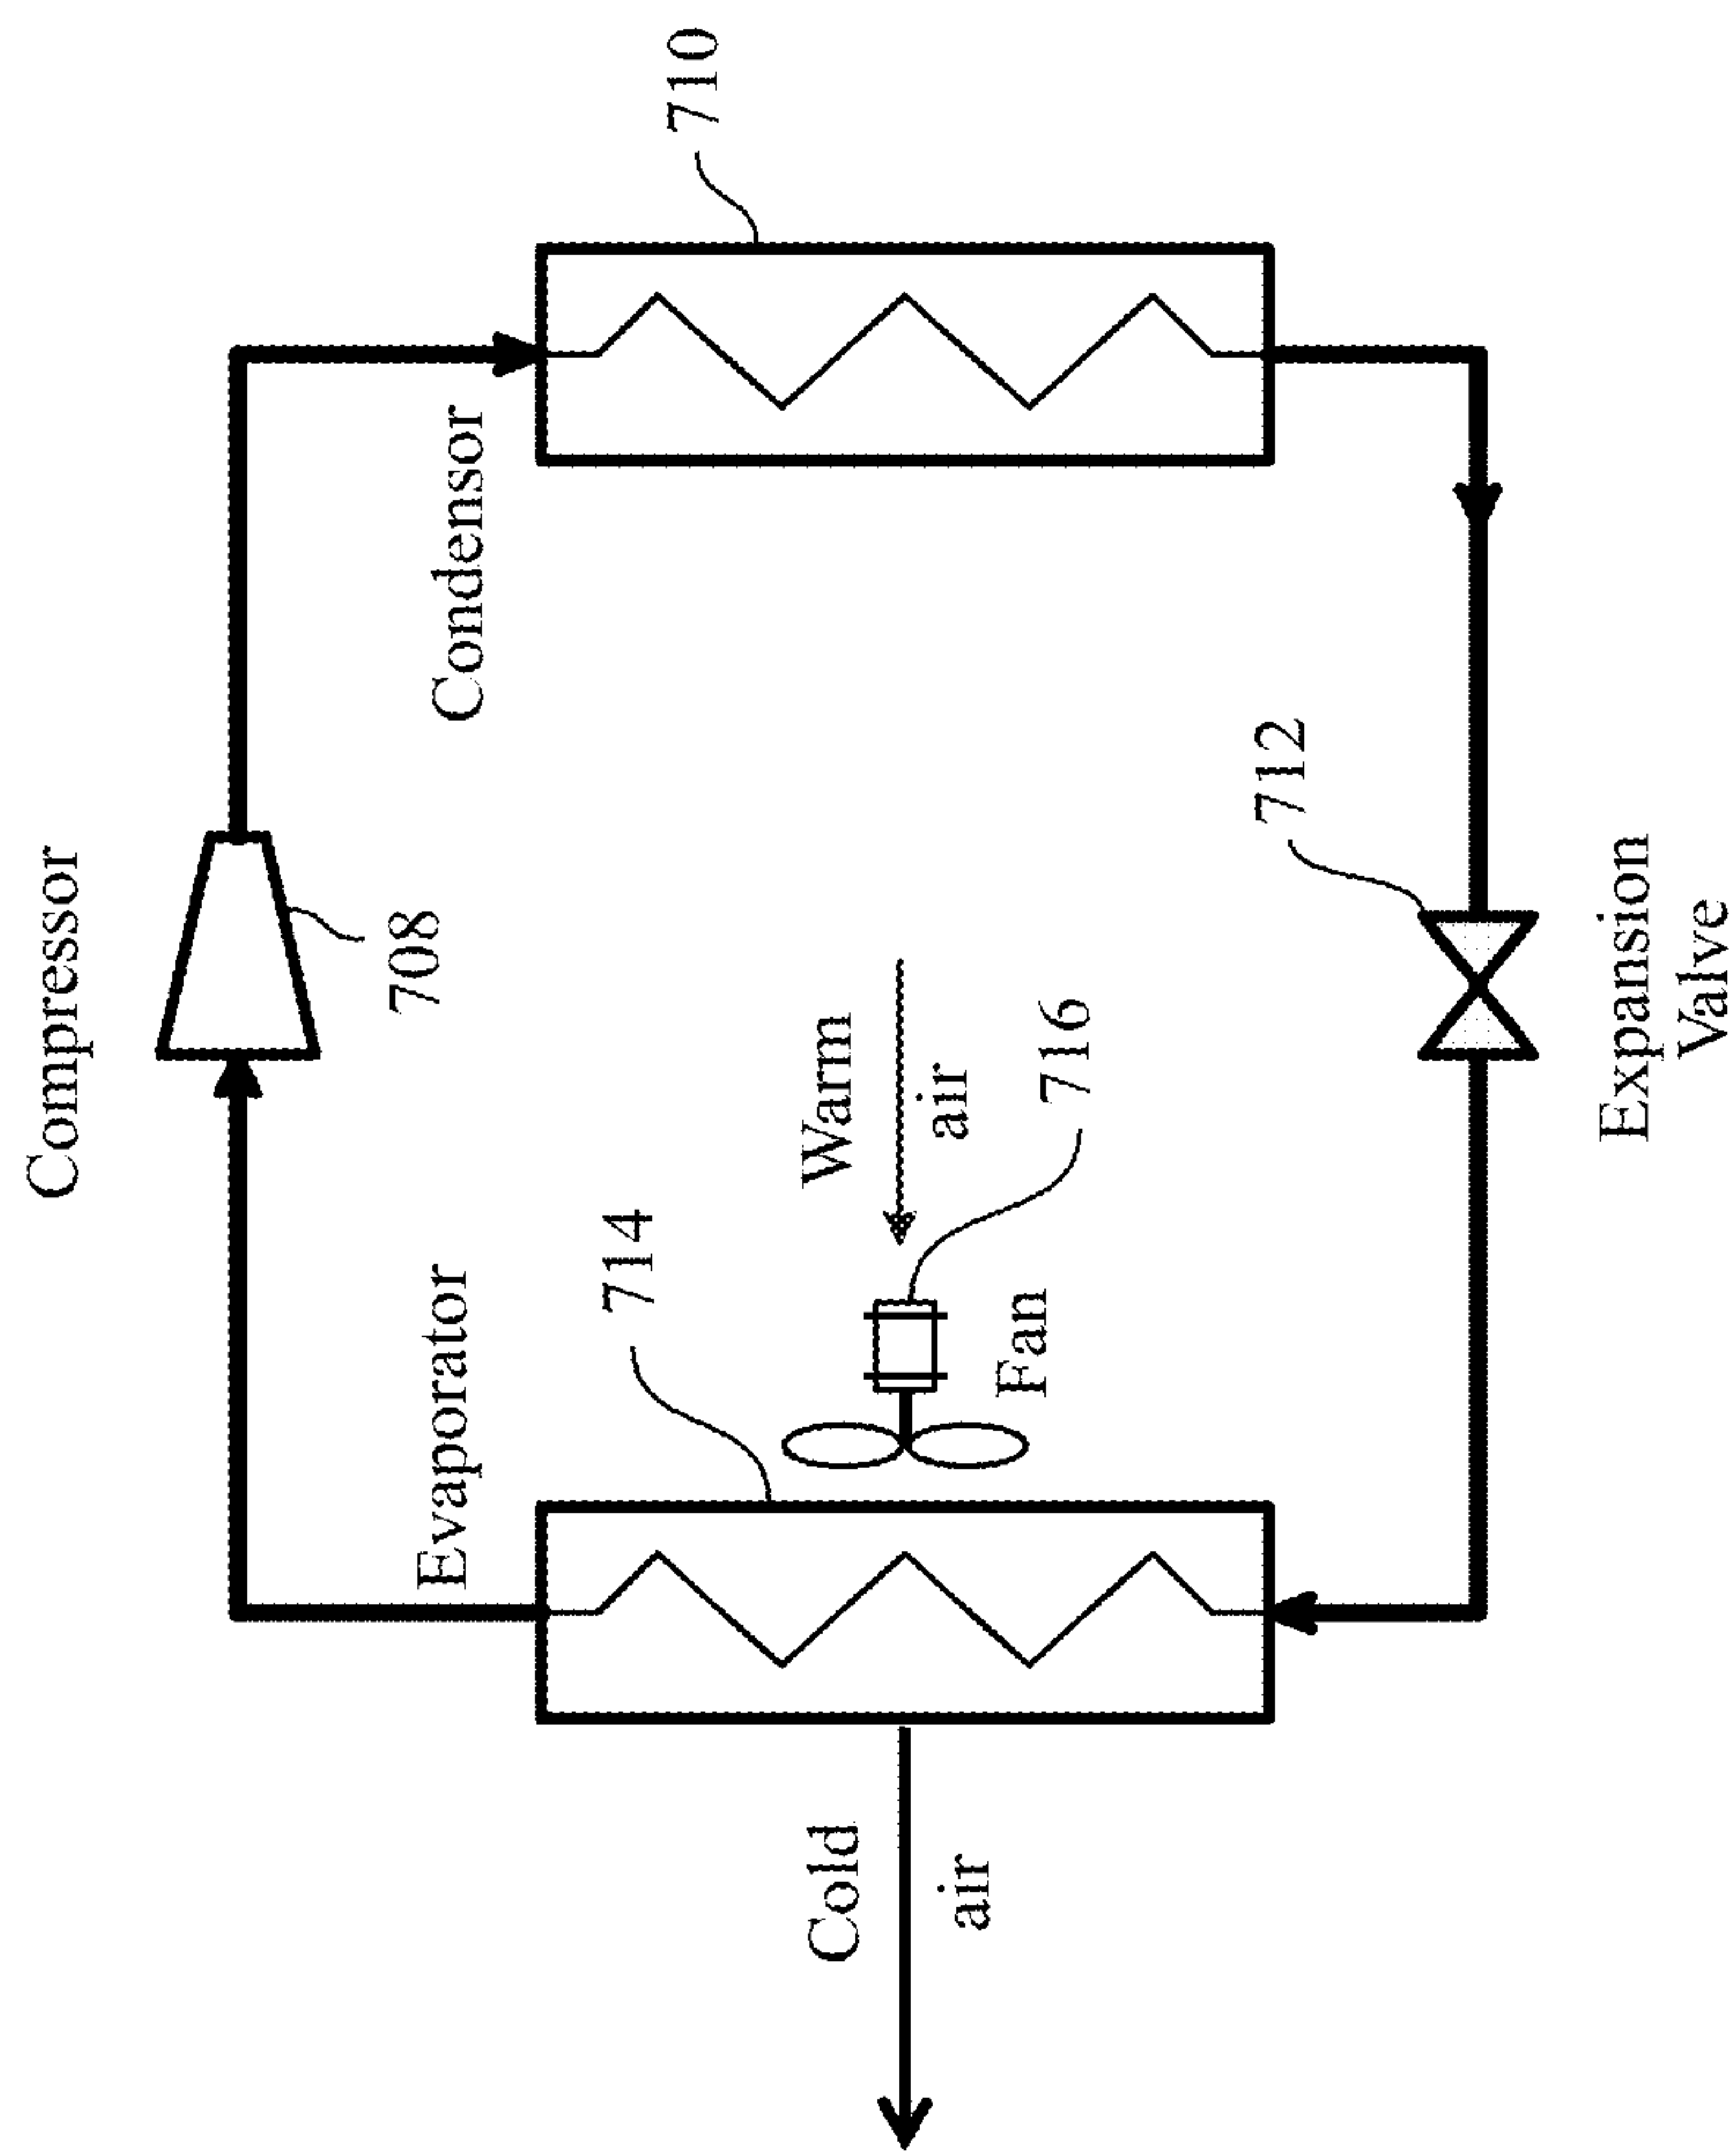 Compressor
708
Condensor
710
Evaporator
714
Warm
air
716
Fan
Cold
air
712
Expansion
Valve